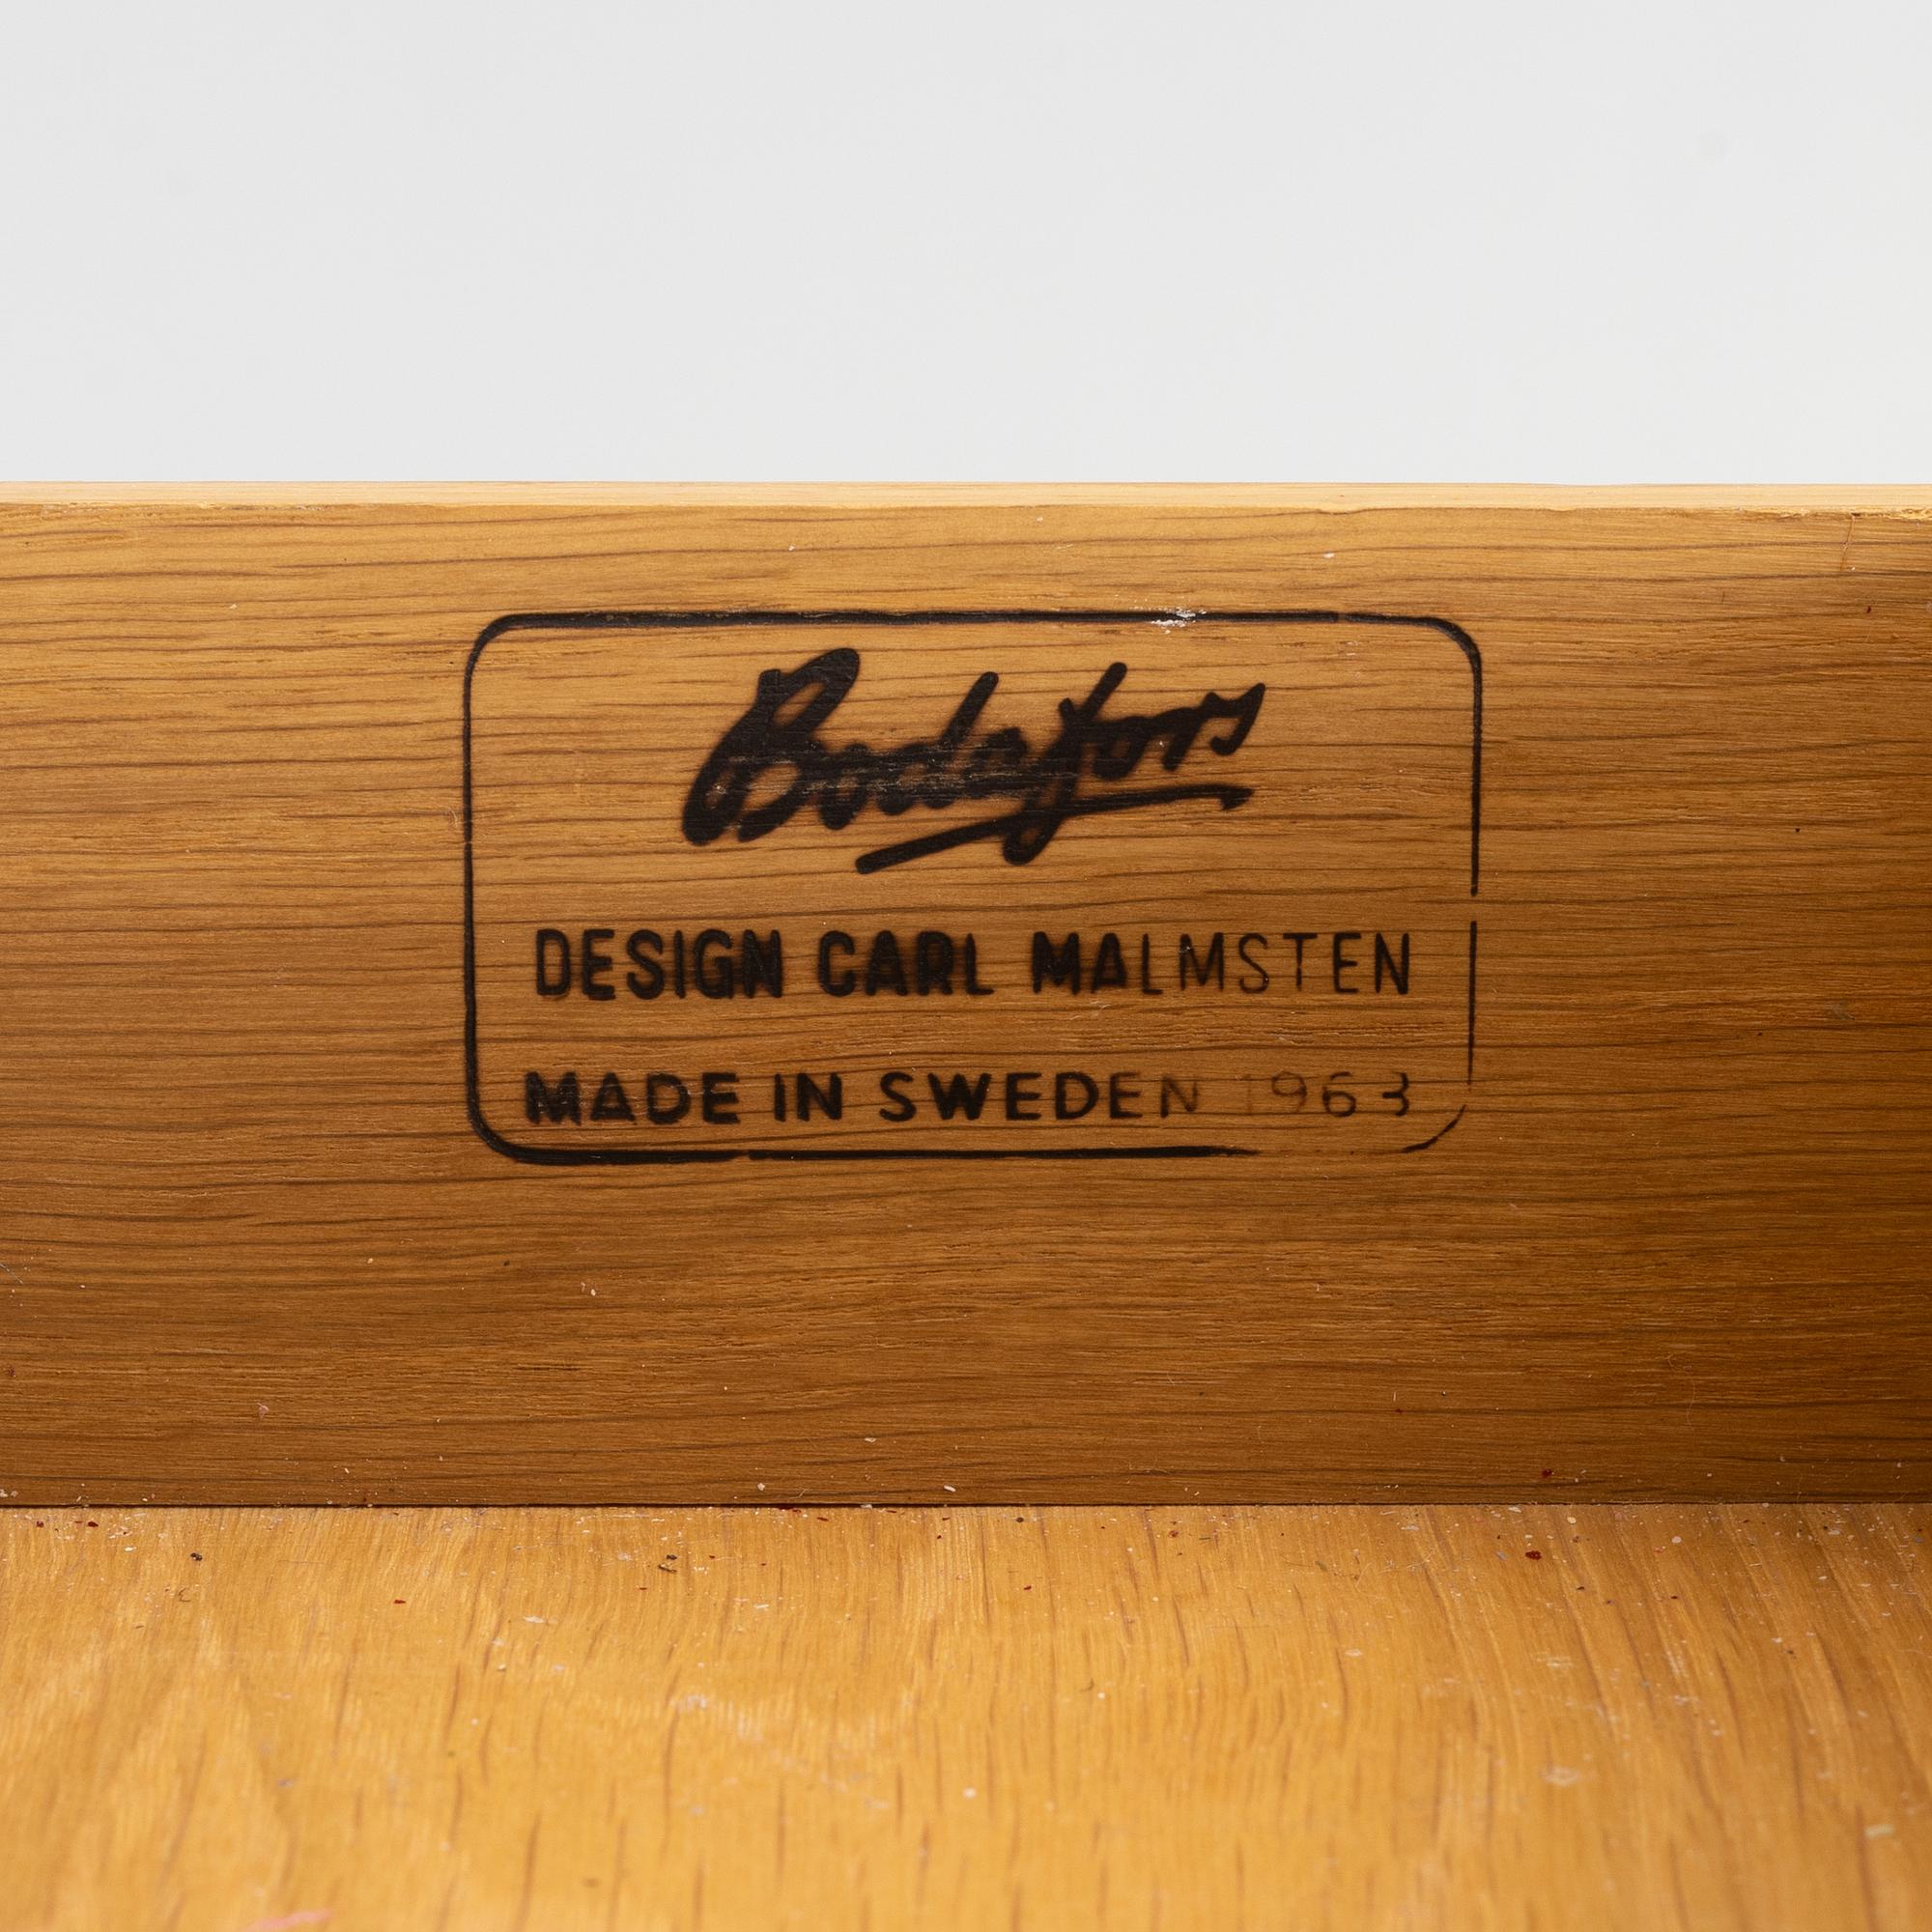 Bodafors
DESIGN CARL MALMSTEN
MADE IN SWEDEN 1963